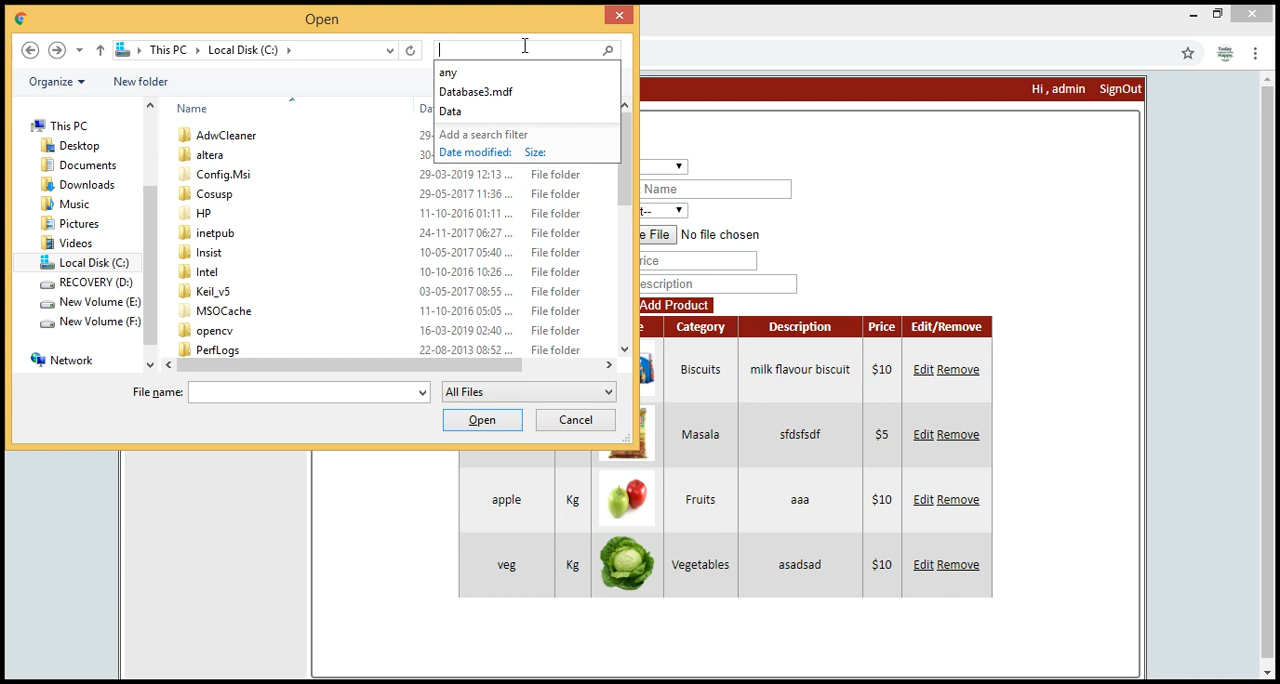 Open
This PC Local Disk (C:)
any
Database3.mdf
Data
Add a search filter
Date modified: Size:
Organize New folder
This PC
Desktop
Documents
Downloads
Music
Pictures
Videos
Local Disk (C:)
RECOVERY (D:)
New Volume (E:)
New Volume (F:)
Network
Name
AdwCleaner 29-
altera 30-
Config.Msi 29-03-2019 12:13 ... File folder
Cosusp 29-05-2017 11:36 ... File folder
HP 11-10-2016 01:11 ... File folder
inetpub 24-11-2017 06:27 ... File folder
Insist 10-05-2017 05:40 ... File folder
Intel 10-10-2016 10:26 ... File folder
Keil_v5 03-05-2017 08:55 ... File folder
MSOCache 11-10-2016 05:05 ... File folder
opencv 16-03-2019 02:40 ... File folder
PerfLogs 22-08-2013 08:52 ... File folder
File name: All Files
Open Cancel
Hi , admin SignOut
Name
t--
e File No file chosen
rice
escription
Add Product
e Category Description Price Edit/Remove
Biscuits milk flavour biscuit $10 Edit Remove
Masala sfdsfsdf $5 Edit Remove
apple Kg Fruits aaa $10 Edit Remove
veg Kg Vegetables asadsad $10 Edit Remove